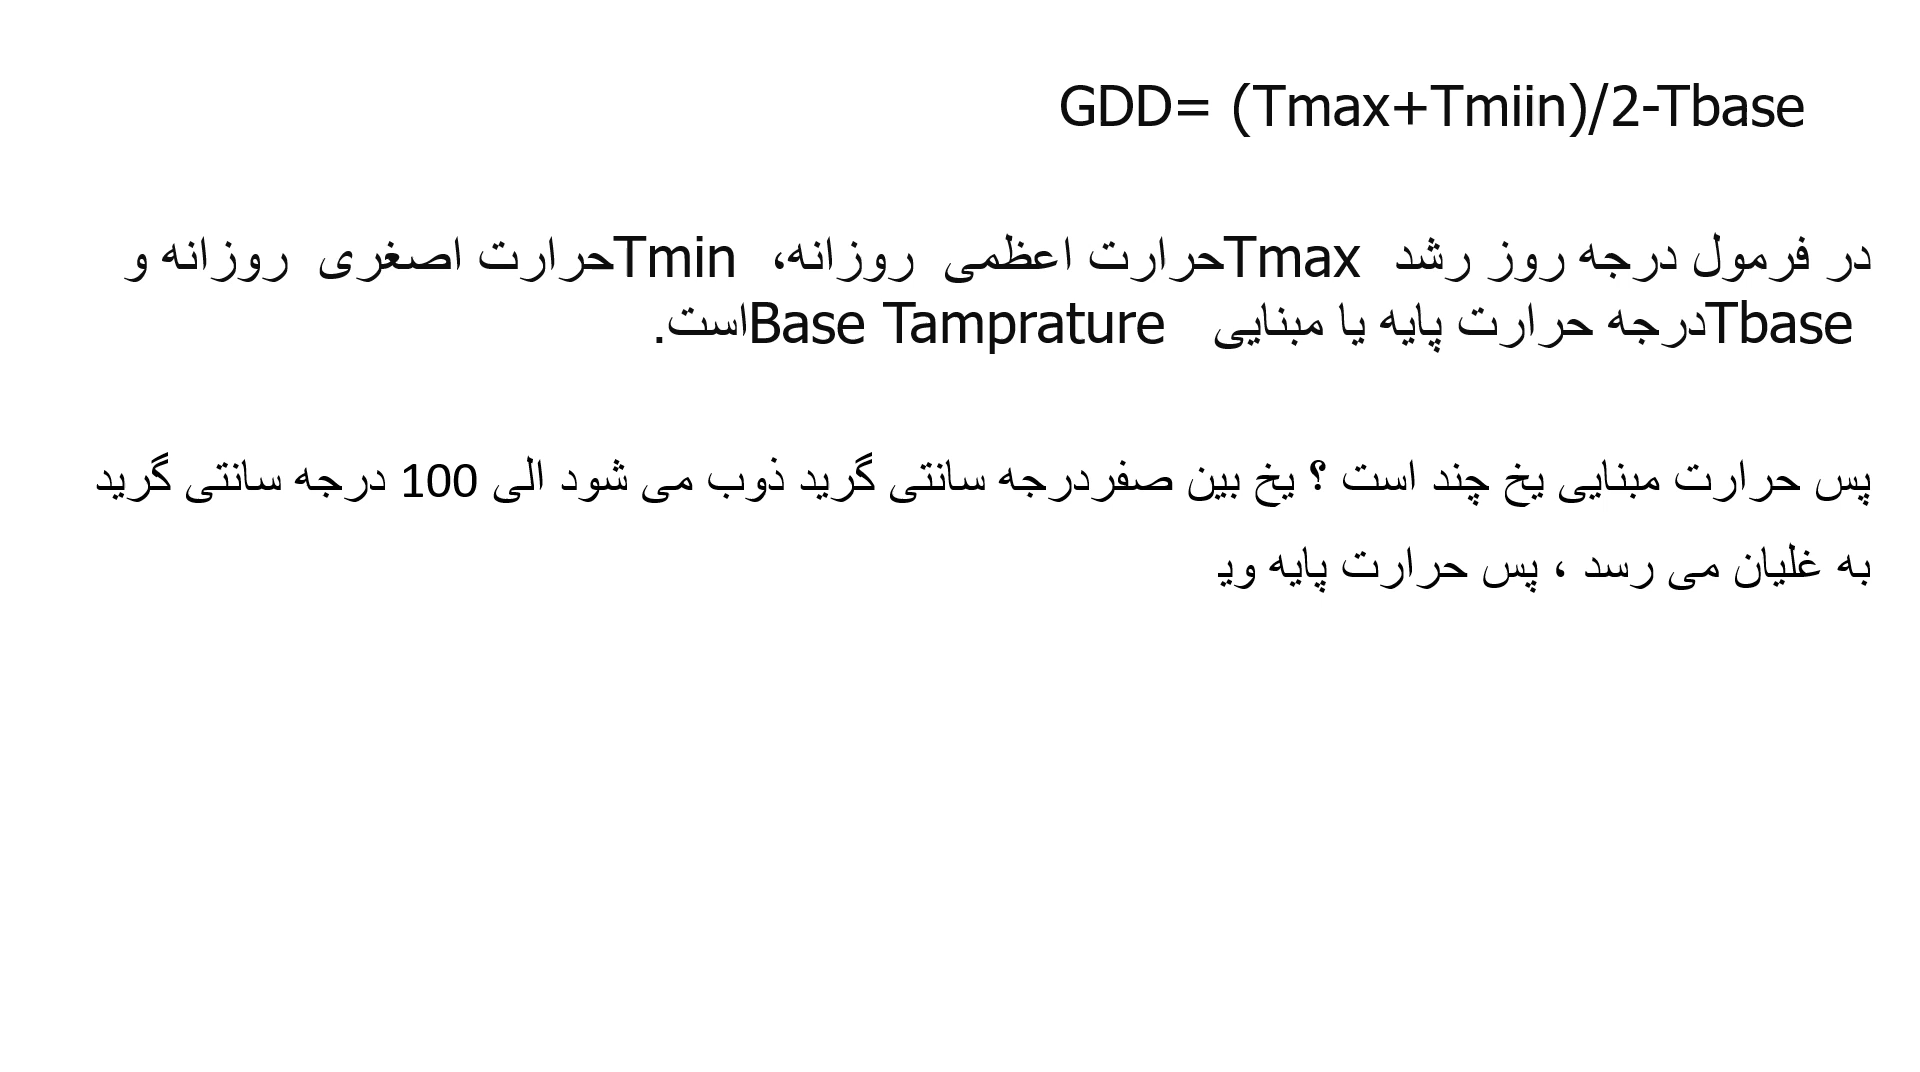 GDD= (Tmax+Tmiin)/2-Tbase
در فرمول درجه روز رشد Tmaxحرارت اعظمی روزانه، Tminحرارت اصغری روزانه و
Tbaseدرجه حرارت پایه یا مبنایی Base Tampratureاست.
پس حرارت مبنایی یخ چند است ؟ یخ بین صفردرجه سانتی گرید ذوب می شود الی 100 درجه سانتی گرید
به غلیان می رسد ، پس حرارت پایه ویـ